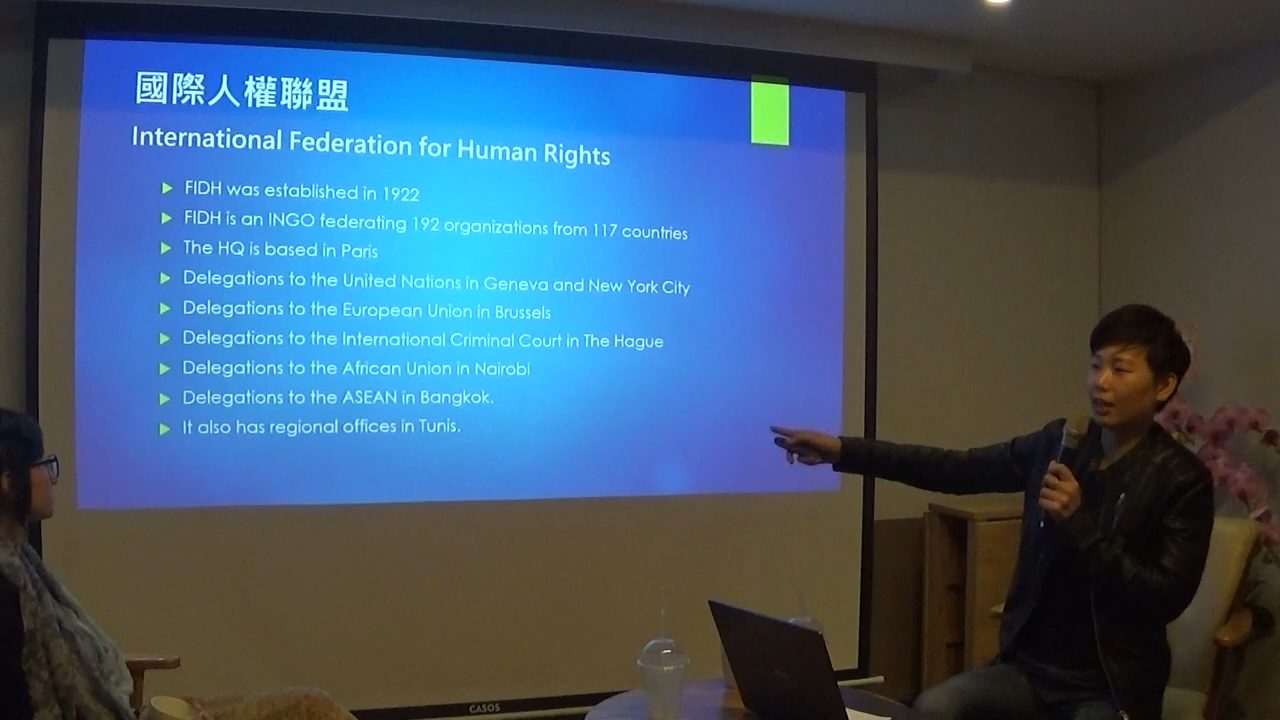 國際人權聯盟
International Federation for Human Rights
FIDH was established in 1922
FIDH is an INGO federating 192 organizations from 117 countries
The HQ is based in Paris
Delegations to the United Nations in Geneva and New York City
Delegations to the European Union in Brussels
Delegations to the International Criminal Court in The Hague
Delegations to the African Union in Nairobi
Delegations to the ASEAN in Bangkok.
It also has regional offices in Tunis.
CASOS